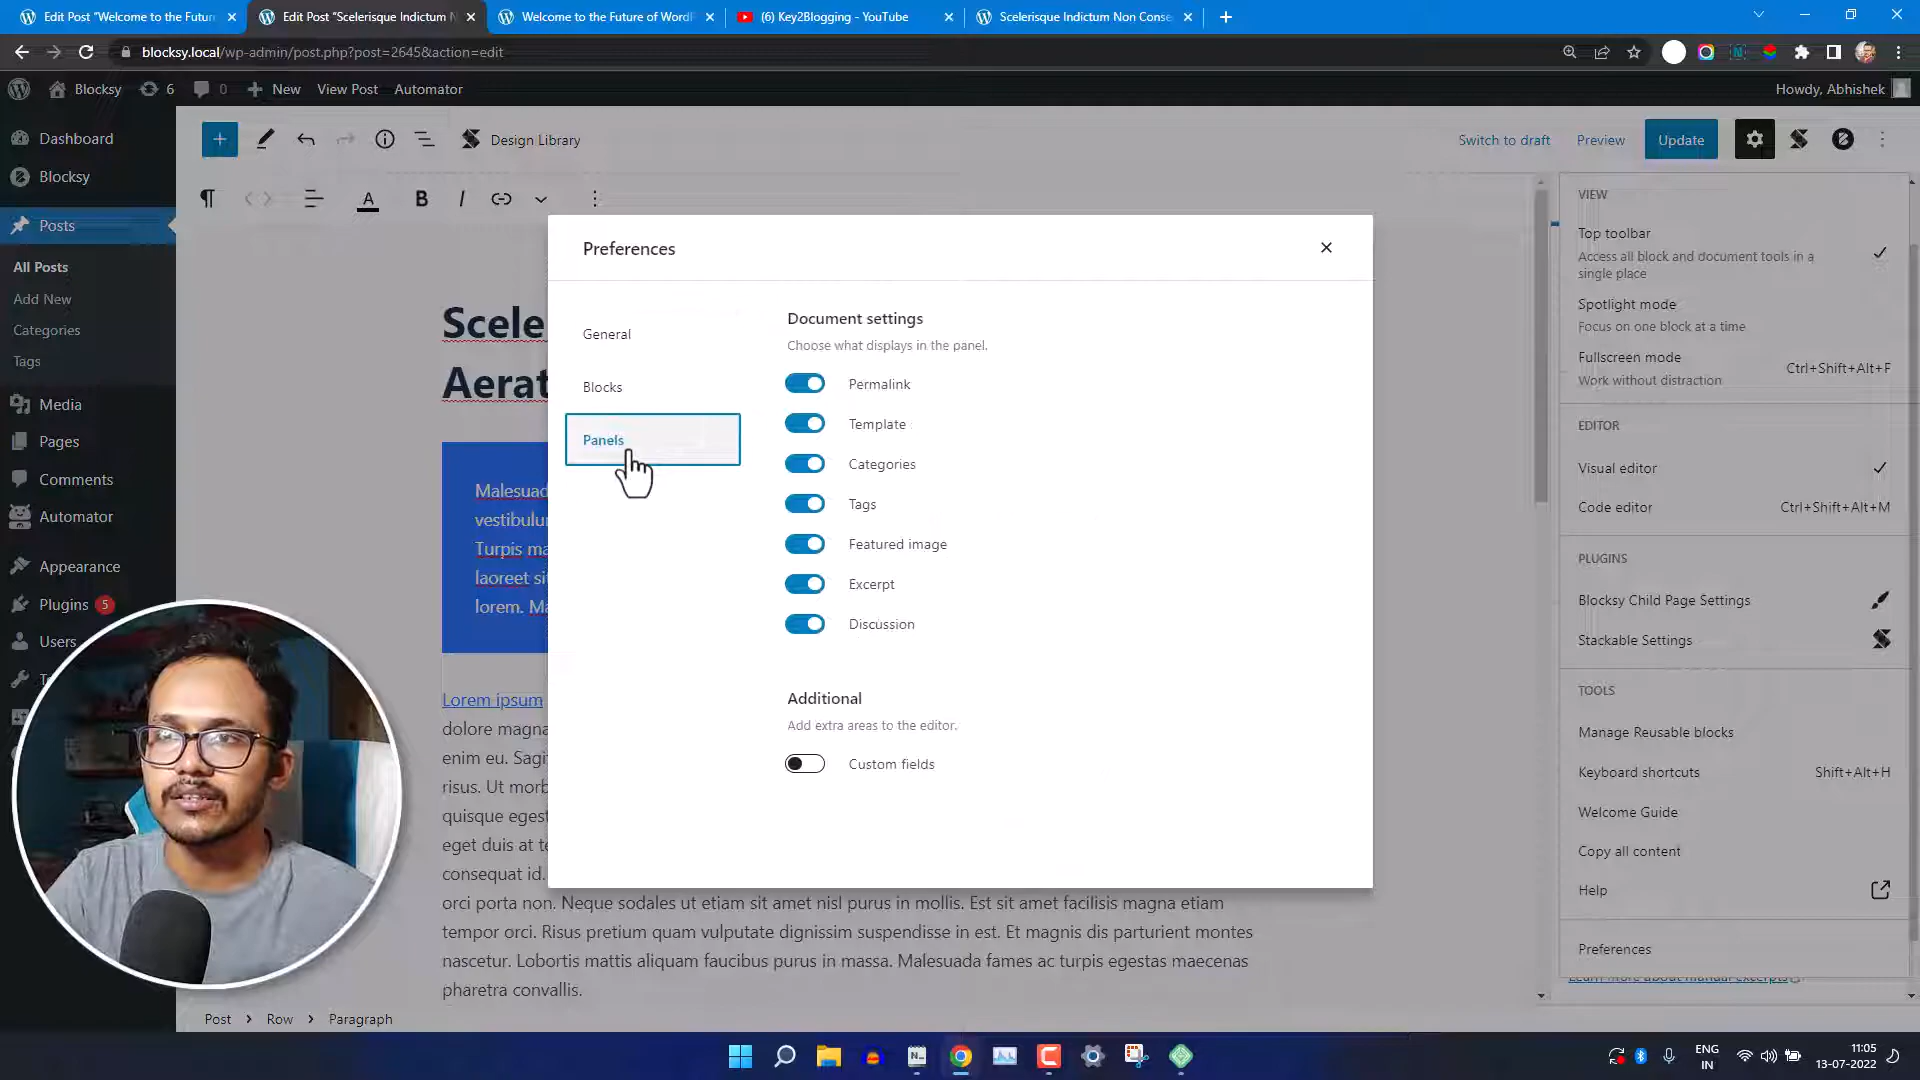 Edit Post "Welcome to the Futur
Edit Post "Scelerisque Indictum N
Welcome to the Future of WordP
(6) Key2Blogging - YouTube
Scelerisque Indictum Non Conse
blocksy.local/wp-admin/post.php?post=2645&action=edit
Blocksy
6
0
New
View Post
Automator
Howdy, Abhishek
Dashboard
Blocksy
Posts
All Posts
Add New
Categories
Tags
Media
Pages
Comments
Automator
Appearance
Plugins 5
Users
Design Library
Switch to draft
Preview
Update
A
B
I
Scele
Aerat
Malesuad
vestibulum
Turpis ma
laoreet sit
lorem. Ma
Lorem ipsum
dolore magna
enim eu. Sagi
risus. Ut morb
quisque egest
eget duis at te
consequat id.
orci porta non. Neque sodales ut etiam sit amet nisl purus in mollis. Est sit amet facilisis magna etiam
tempor orci. Risus pretium quam vulputate dignissim suspendisse in est. Et magnis dis parturient montes
nascetur. Lobortis mattis aliquam faucibus purus in massa. Malesuada fames ac turpis egestas maecenas
pharetra convallis.
Post
Row
Paragraph
Preferences
General
Blocks
Panels
Document settings
Choose what displays in the panel.
Permalink
Template
Categories
Tags
Featured image
Excerpt
Discussion
Additional
Add extra areas to the editor.
Custom fields
VIEW
Top toolbar
Access all block and document tools in a
single place
Spotlight mode
Focus on one block at a time
Fullscreen mode
Ctrl+Shift+Alt+F
Work without distraction
EDITOR
Visual editor
Code editor
Ctrl+Shift+Alt+M
PLUGINS
Blocksy Child Page Settings
Stackable Settings
TOOLS
Manage Reusable blocks
Keyboard shortcuts
Shift+Alt+H
Welcome Guide
Copy all content
Help
Preferences
Learn more about manual excerpts
ENG
IN
11:05
13-07-2022